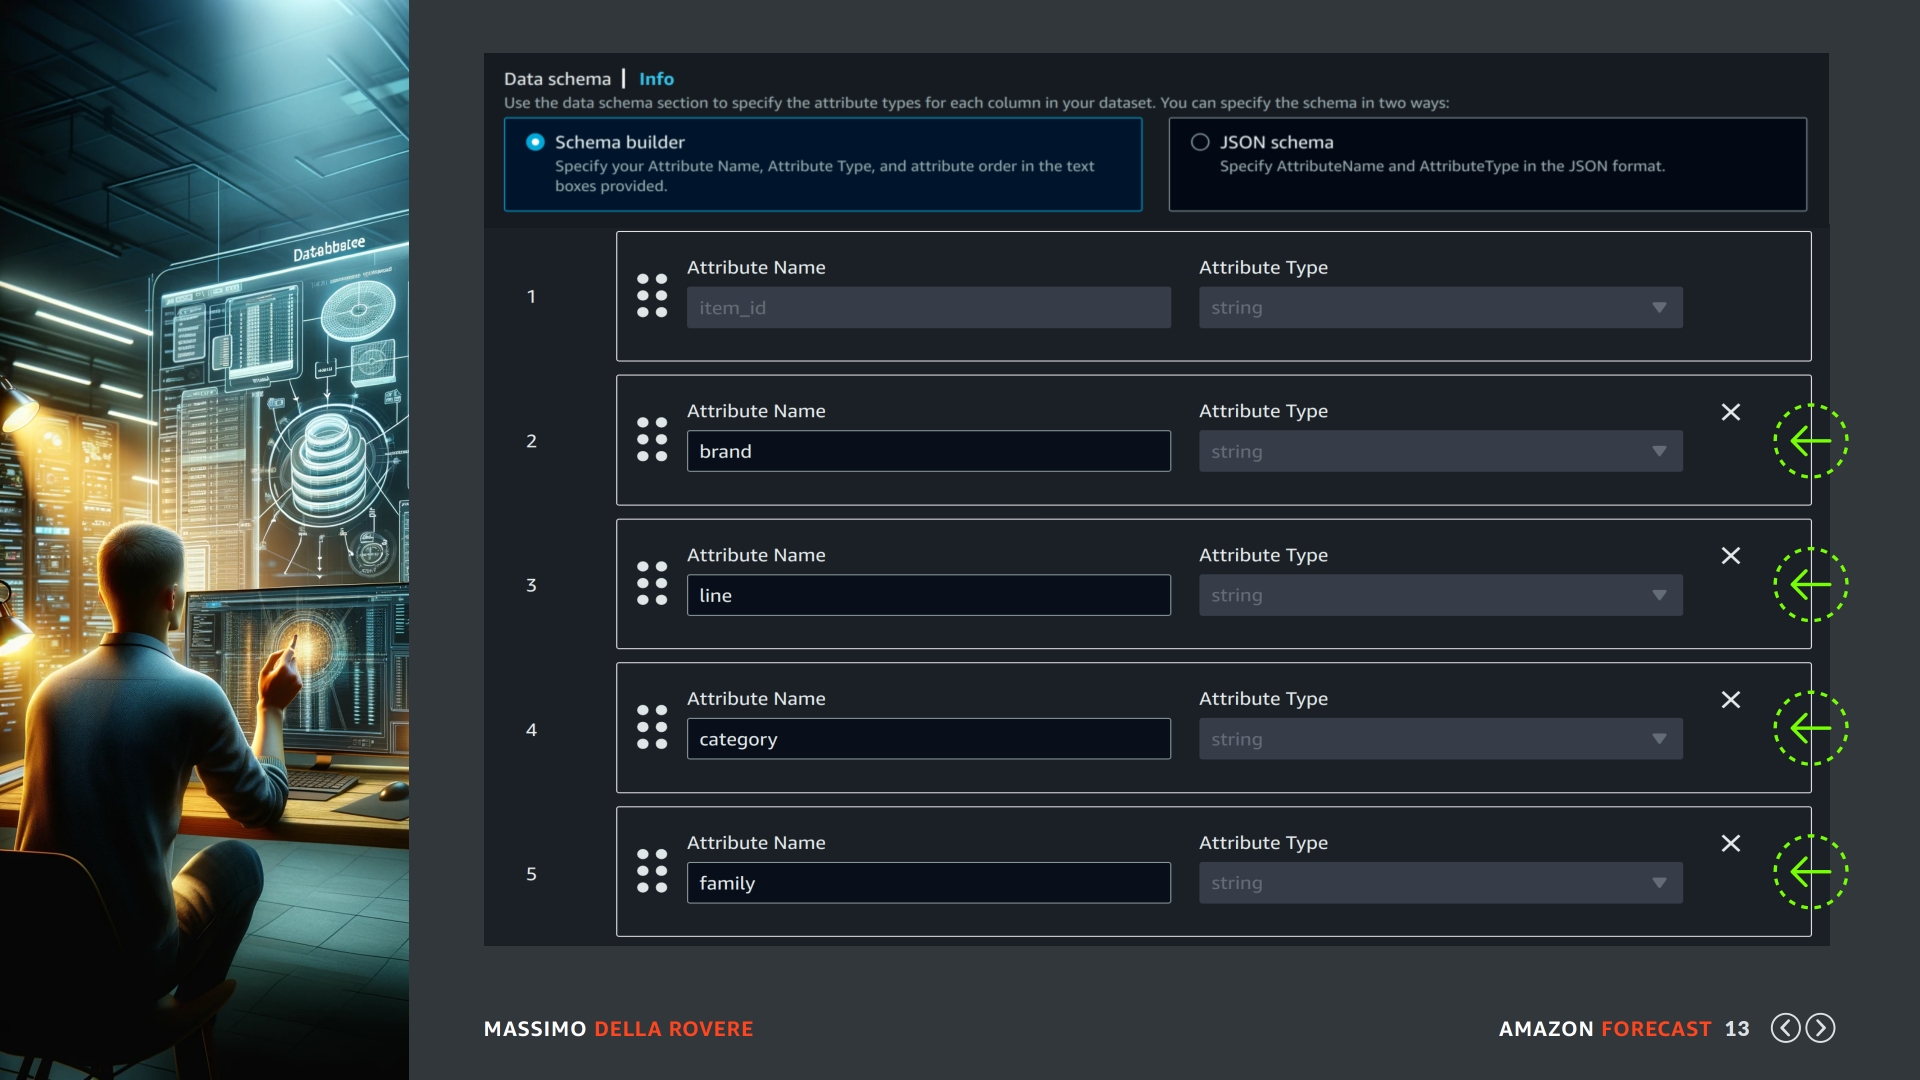 Databbatce
Data schema | Info
Use the data schema section to specify the attribute types for each column in your dataset. You can specify the schema in two ways:
Schema builder
Specify your Attribute Name, Attribute Type, and attribute order in the text
boxes provided.
JSON schema
Specify AttributeName and AttributeType in the JSON format.
1
Attribute Name
Attribute Type
item_id
string
2
Attribute Name
Attribute Type
brand
string
3
Attribute Name
Attribute Type
line
string
4
Attribute Name
Attribute Type
category
string
5
Attribute Name
Attribute Type
family
string
MASSIMO DELLA ROVERE
AMAZON FORECAST 13